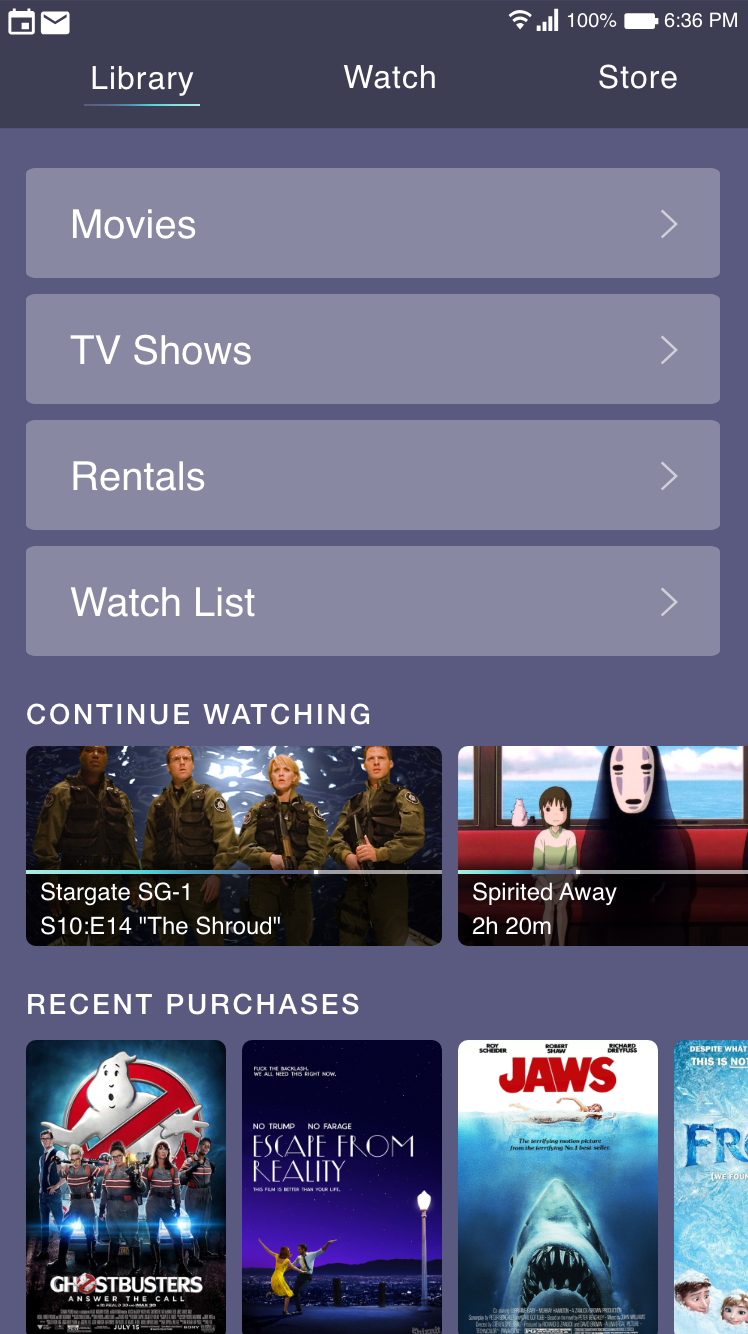 100% 6:36 PM
Library Watch Store
Movies
TV Shows
Rentals
Watch List
CONTINUE WATCHING
Stargate SG-1
S10:E14 "The Shroud"
Spirited Away
2h 20m
RECENT PURCHASES
GHOSTBUSTERS
ANSWER THE CALL
JULY 15
SONY
FUCK THE BACKLASH.
WE ALL NEED THIS RIGHT NOW.
NO TRUMP NO FARAGE
ESCAPE FROM
REALITY
THIS FILM IS BETTER THAN YOUR LIFE.
ROY
SCHEIDER
ROBERT
SHAW
RICHARD
DREYFUSS
JAWS
The terrifying motion picture
from the terrifying No. 1 best seller.
DESPITE WHAT
THIS IS NOT
FRO
(WE FOUN